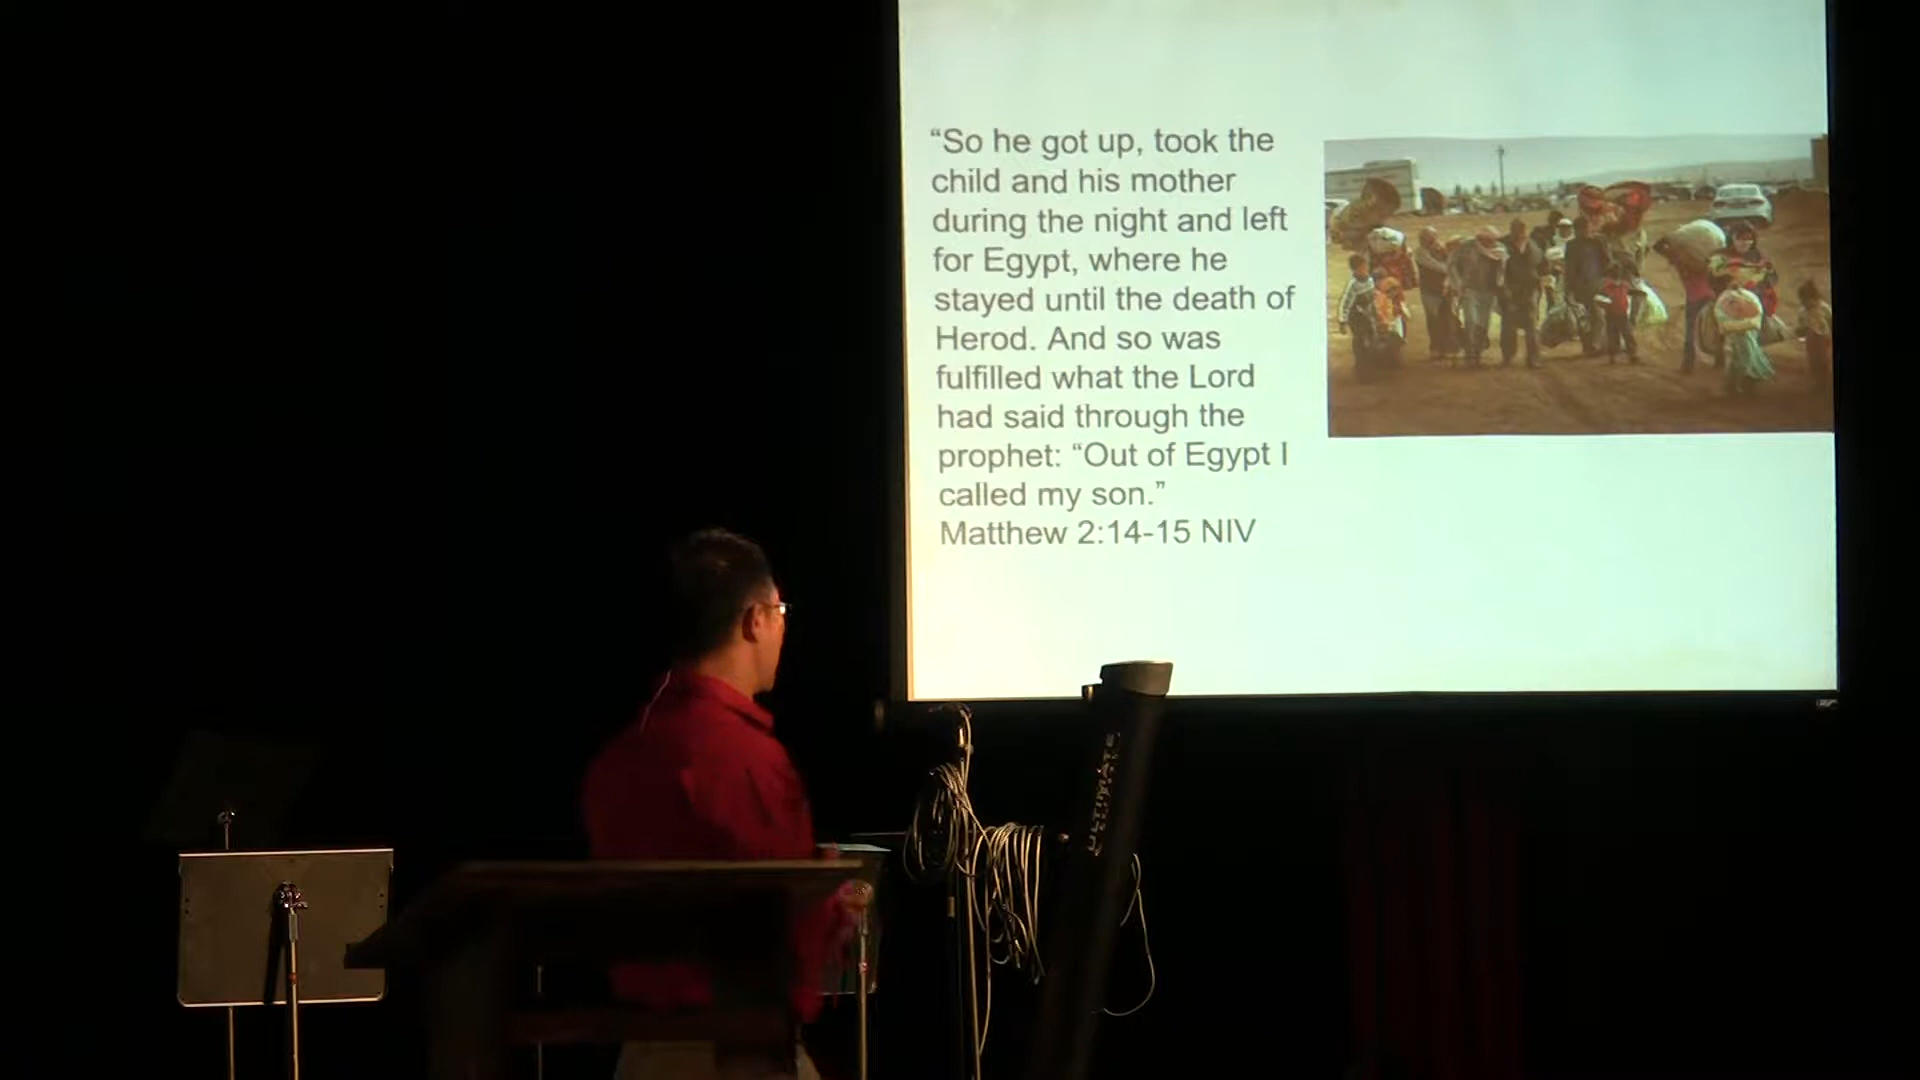 “So he got up, took the
child and his mother
during the night and left
for Egypt, where he
stayed until the death of
Herod. And so was
fulfilled what the Lord
had said through the
prophet: “Out of Egypt I
called my son.”
Matthew 2:14-15 NIV
ULTIMATE